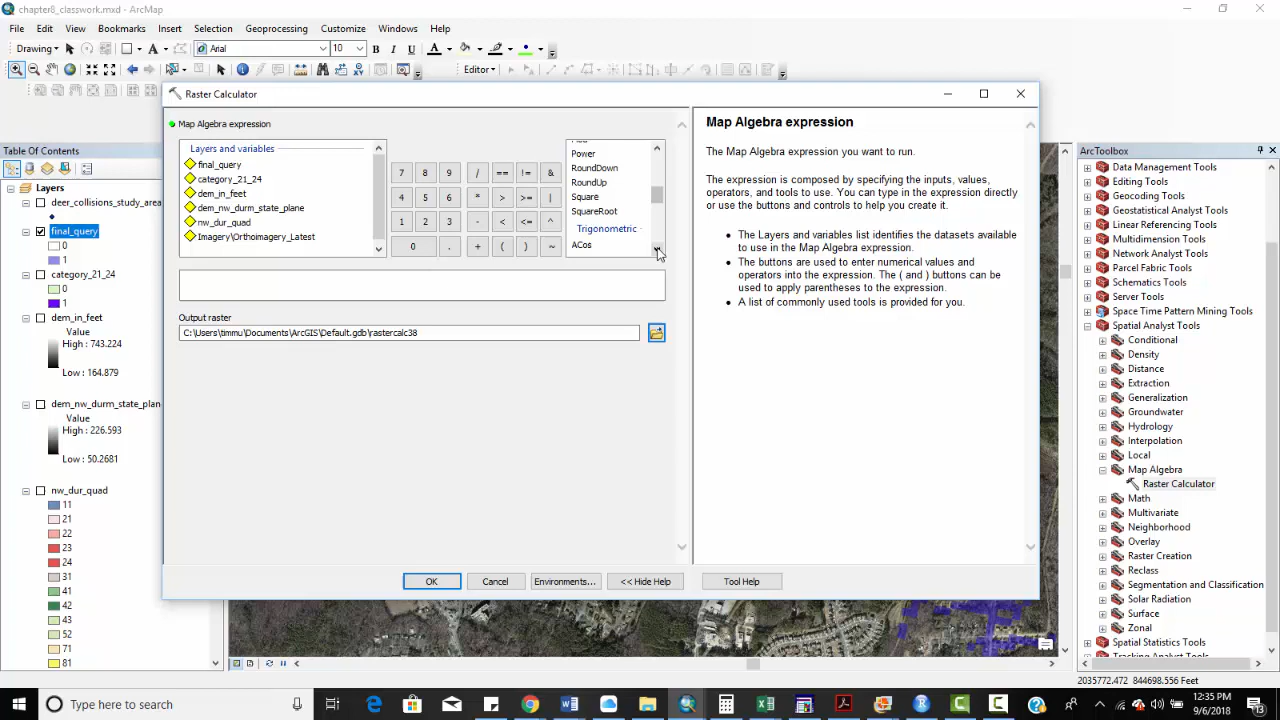 chapter8_classwork.mxd - ArcMap
File Edit View Bookmarks Insert Selection Geoprocessing Customize Windows Help
Drawing Arial 10 B I U A
Editor
Raster Calculator
Map Algebra expression
Layers and variables
final_query
category_21_24
dem_in_feet
dem_nw_durm_state_plane
nw_dur_quad
Imagery\Orthoimagery_Latest
7 8 9 / == != &
4 5 6 * > >= |
1 2 3 - < <= ^
0 . + ( ) ~
Power
RoundDown
RoundUp
Square
SquareRoot
Trigonometric
ACos
Output raster
C:\Users\timmu\Documents\ArcGIS\Default.gdb\rastercalc38
OK
Cancel
Environments...
<< Hide Help
Tool Help
Map Algebra expression
The Map Algebra expression you want to run.
The expression is composed by specifying the inputs, values,
operators, and tools to use. You can type in the expression directly
or use the buttons and controls to help you create it.
• The Layers and variables list identifies the datasets available
to use in the Map Algebra expression.
• The buttons are used to enter numerical values and
operators into the expression. The ( and ) buttons can be
used to apply parentheses to the expression.
• A list of commonly used tools is provided for you.
Table Of Contents
Layers
deer_collisions_study_area
final_query
0
1
category_21_24
0
1
dem_in_feet
Value
High : 743.224
Low : 164.879
dem_nw_durm_state_plan
Value
High : 226.593
Low : 50.2681
nw_dur_quad
11
21
22
23
24
31
41
42
43
52
71
81
ArcToolbox
Data Management Tools
Editing Tools
Geocoding Tools
Geostatistical Analyst Tools
Linear Referencing Tools
Multidimension Tools
Network Analyst Tools
Parcel Fabric Tools
Schematics Tools
Server Tools
Space Time Pattern Mining Tools
Spatial Analyst Tools
Conditional
Density
Distance
Extraction
Generalization
Groundwater
Hydrology
Interpolation
Local
Map Algebra
Raster Calculator
Math
Multivariate
Neighborhood
Overlay
Raster Creation
Reclass
Segmentation and Classification
Solar Radiation
Surface
Zonal
Spatial Statistics Tools
Tracking Analyst Tools
2035772.472 844698.556 Feet
Type here to search
12:35 PM
9/6/2018